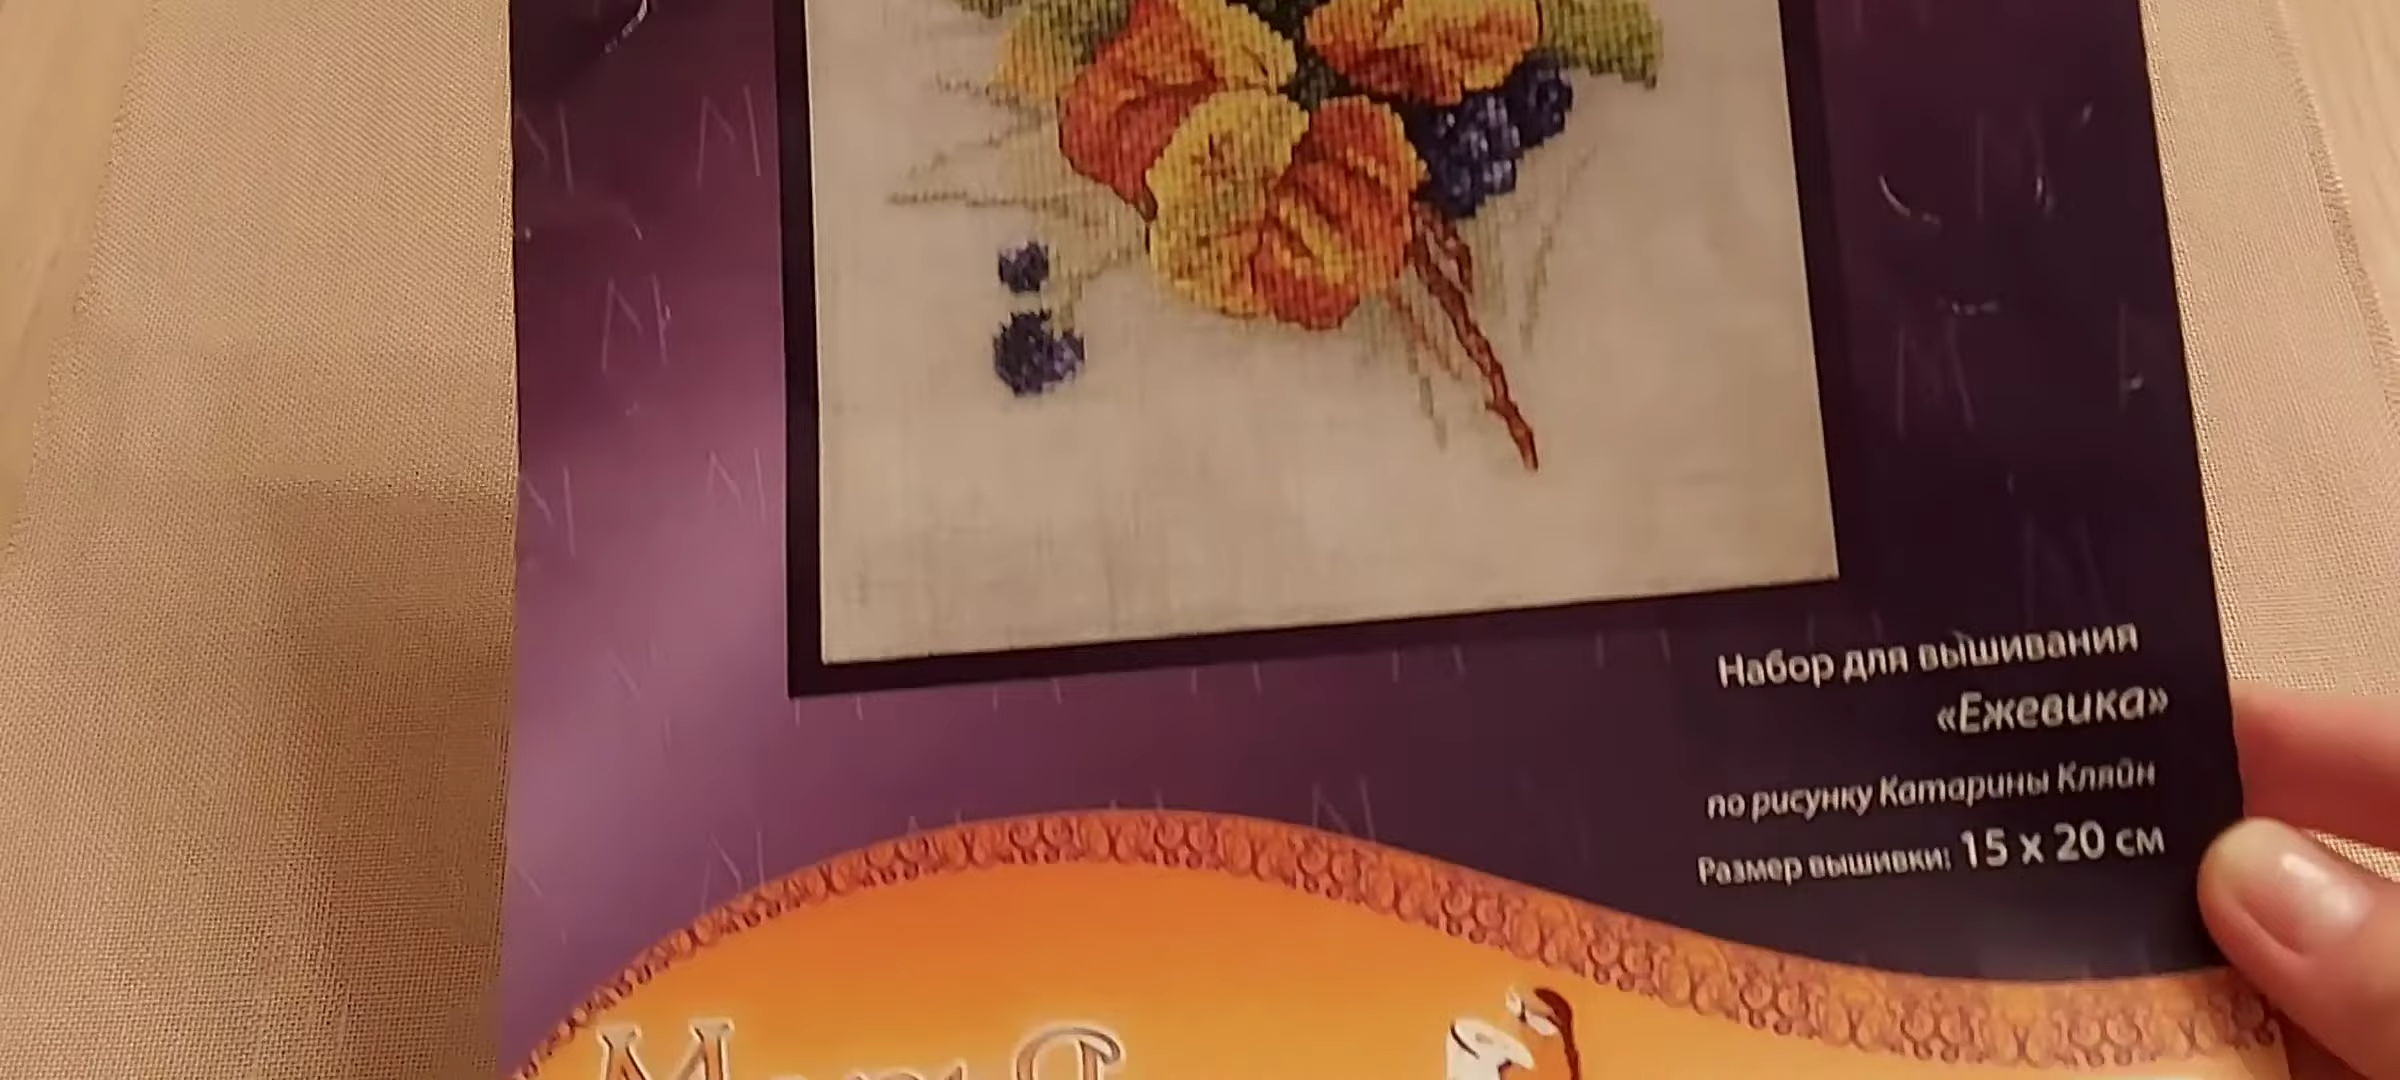 Набор для вышивания
«Ежевика»
по рисунку Катарины Кляйн
Размер вышивки: 15 x 20 см